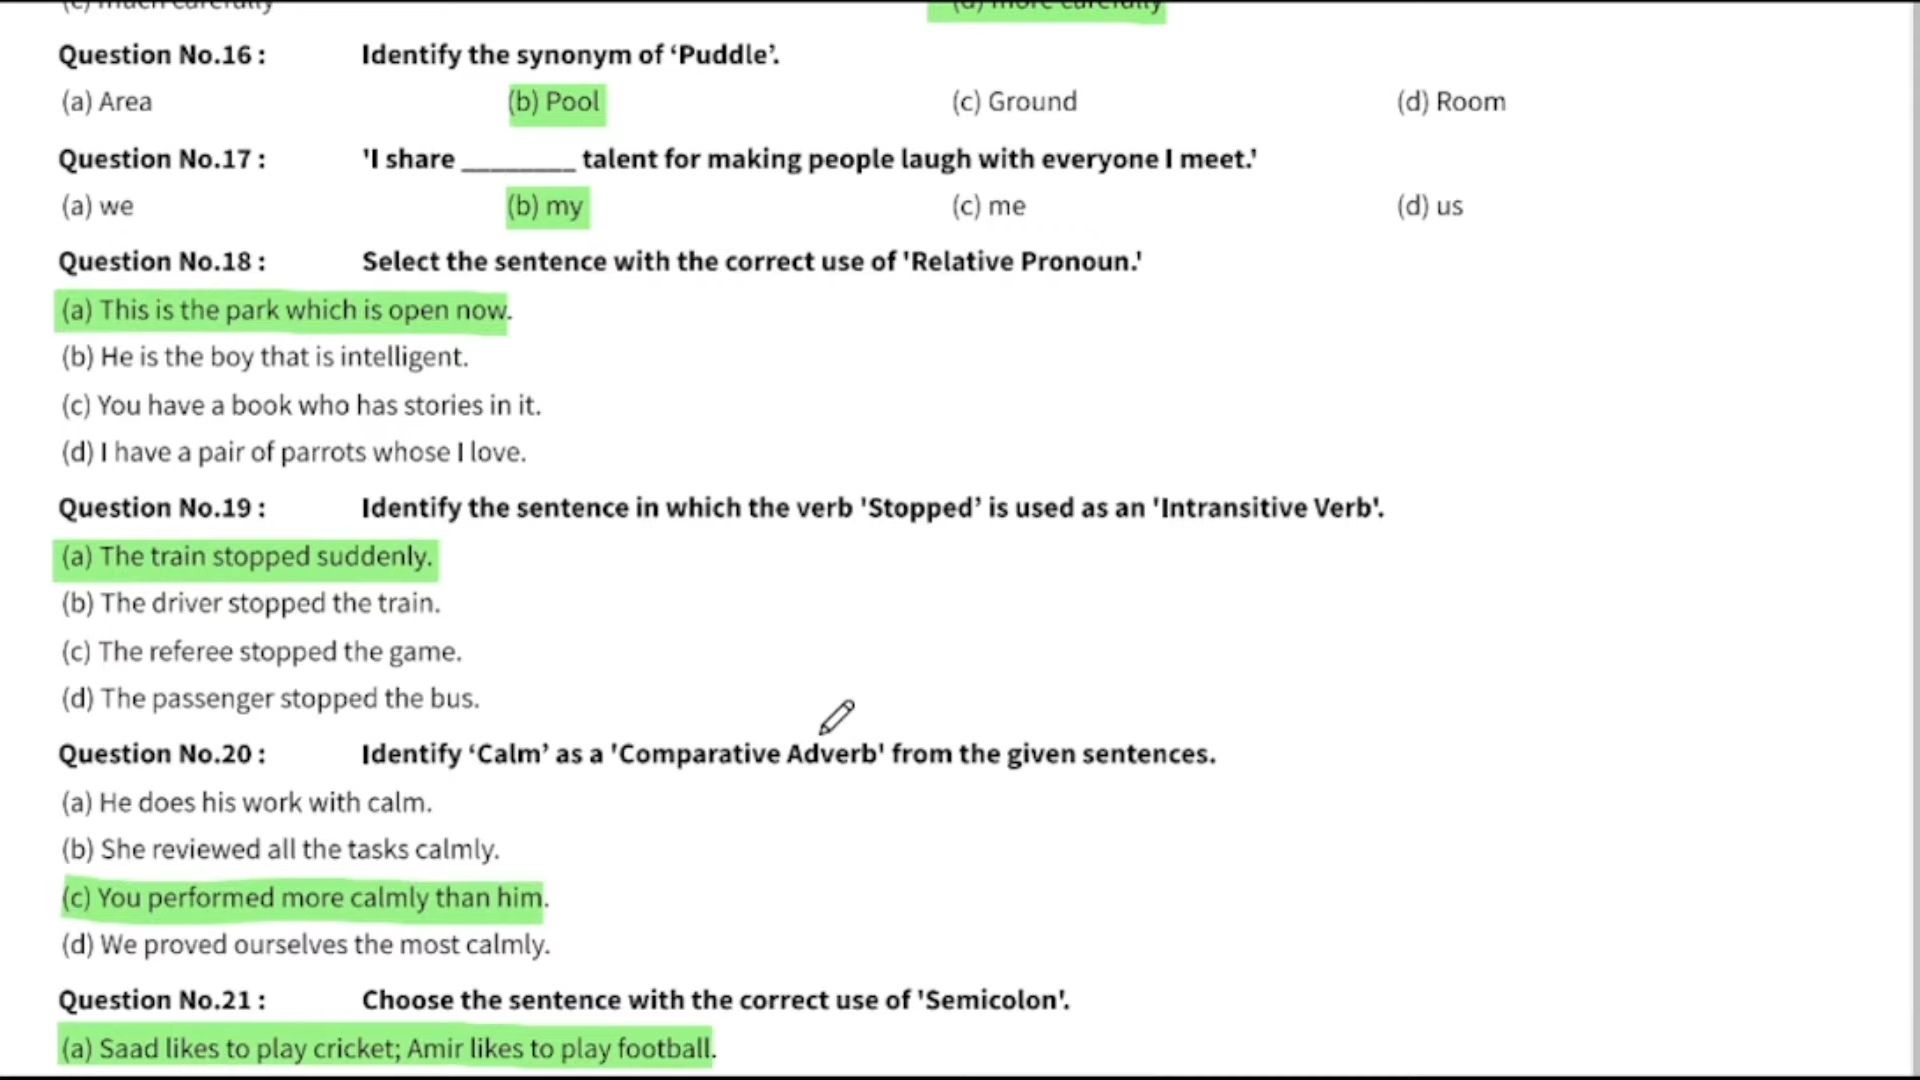 (c) much carefully (d) more carefully
Question No.16 : Identify the synonym of ‘Puddle’.
(a) Area (b) Pool (c) Ground (d) Room
Question No.17 : 'I share ________ talent for making people laugh with everyone I meet.'
(a) we (b) my (c) me (d) us
Question No.18 : Select the sentence with the correct use of 'Relative Pronoun.'
(a) This is the park which is open now.
(b) He is the boy that is intelligent.
(c) You have a book who has stories in it.
(d) I have a pair of parrots whose I love.
Question No.19 : Identify the sentence in which the verb 'Stopped’ is used as an 'Intransitive Verb'.
(a) The train stopped suddenly.
(b) The driver stopped the train.
(c) The referee stopped the game.
(d) The passenger stopped the bus.
Question No.20 : Identify ‘Calm’ as a 'Comparative Adverb' from the given sentences.
(a) He does his work with calm.
(b) She reviewed all the tasks calmly.
(c) You performed more calmly than him.
(d) We proved ourselves the most calmly.
Question No.21 : Choose the sentence with the correct use of 'Semicolon'.
(a) Saad likes to play cricket; Amir likes to play football.